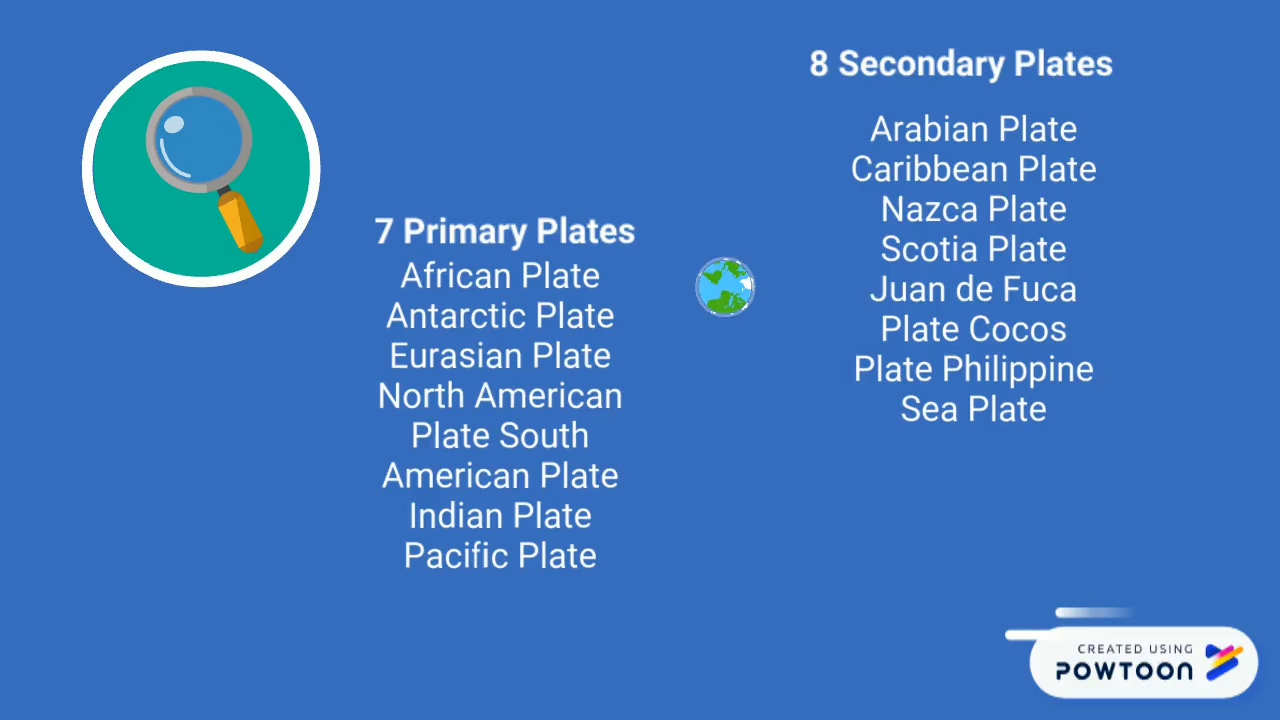 7 Primary Plates
African Plate
Antarctic Plate
Eurasian Plate
North American
Plate South
American Plate
Indian Plate
Pacific Plate
8 Secondary Plates
Arabian Plate
Caribbean Plate
Nazca Plate
Scotia Plate
Juan de Fuca
Plate Cocos
Plate Philippine
Sea Plate
CREATED USING
POWTOON